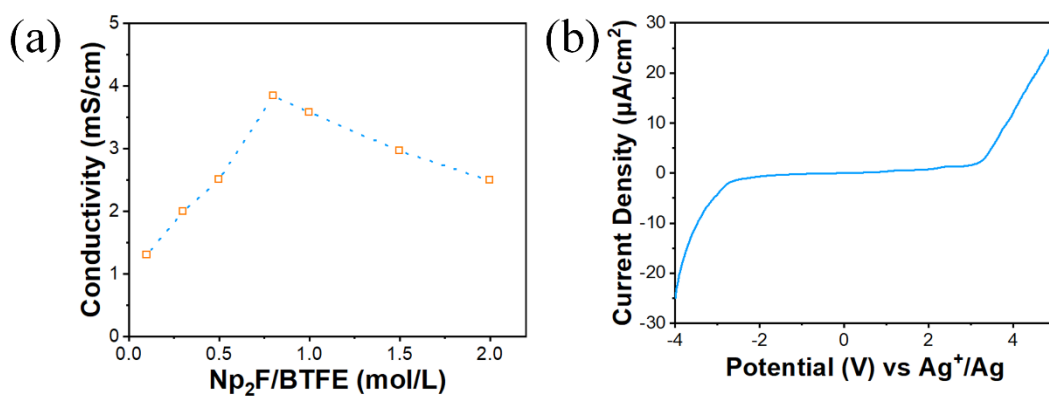 (a)
Conductivity (mS/cm)
5
4
3
2
1
0
0.0 0.5 1.0 1.5 2.0
Np₂F/BTFE (mol/L)
(b)
Current Density (µA/cm²)
30
20
10
0
-10
-20
-30
-4 -2 0 2 4
Potential (V) vs Ag⁺/Ag